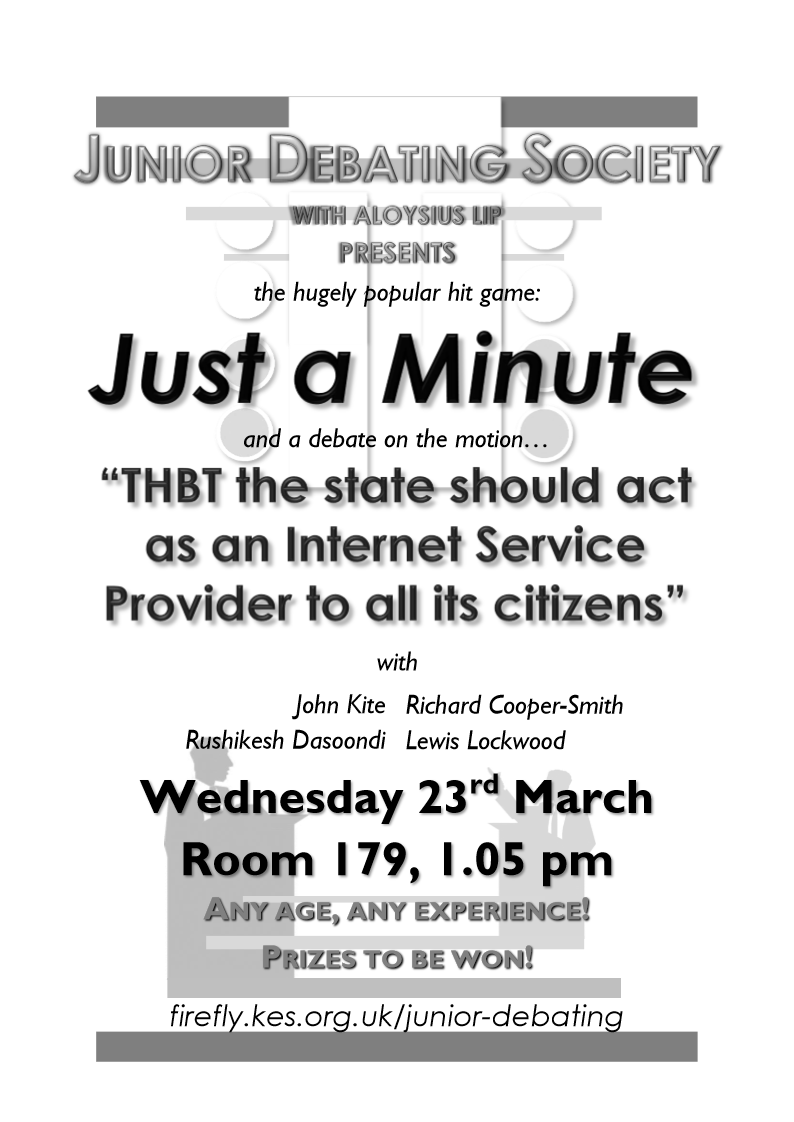 JUNIOR DEBATING SOCIETY
WITH ALOYSIUS LIP
PRESENTS
the hugely popular hit game:
Just a Minute
and a debate on the motion…
“THBT the state should act
as an Internet Service
Provider to all its citizens”
with
John Kite Richard Cooper-Smith
Rushikesh Dasoondi Lewis Lockwood
Wednesday 23rd March
Room 179, 1.05 pm
ANY AGE, ANY EXPERIENCE!
PRIZES TO BE WON!
firefly.kes.org.uk/junior-debating